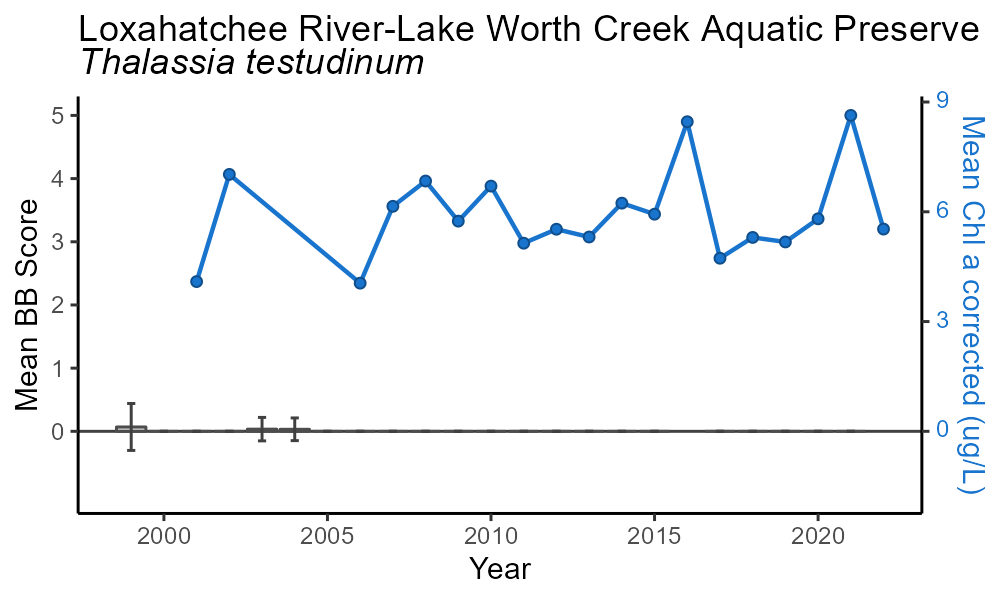 Loxahatchee River-Lake Worth Creek Aquatic Preserve
Thalassia testudinum
Mean BB Score
5
4
3
2
1
0
9
6
3
0
Mean Chl a corrected (ug/L)
2000 2005 2010 2015 2020
Year